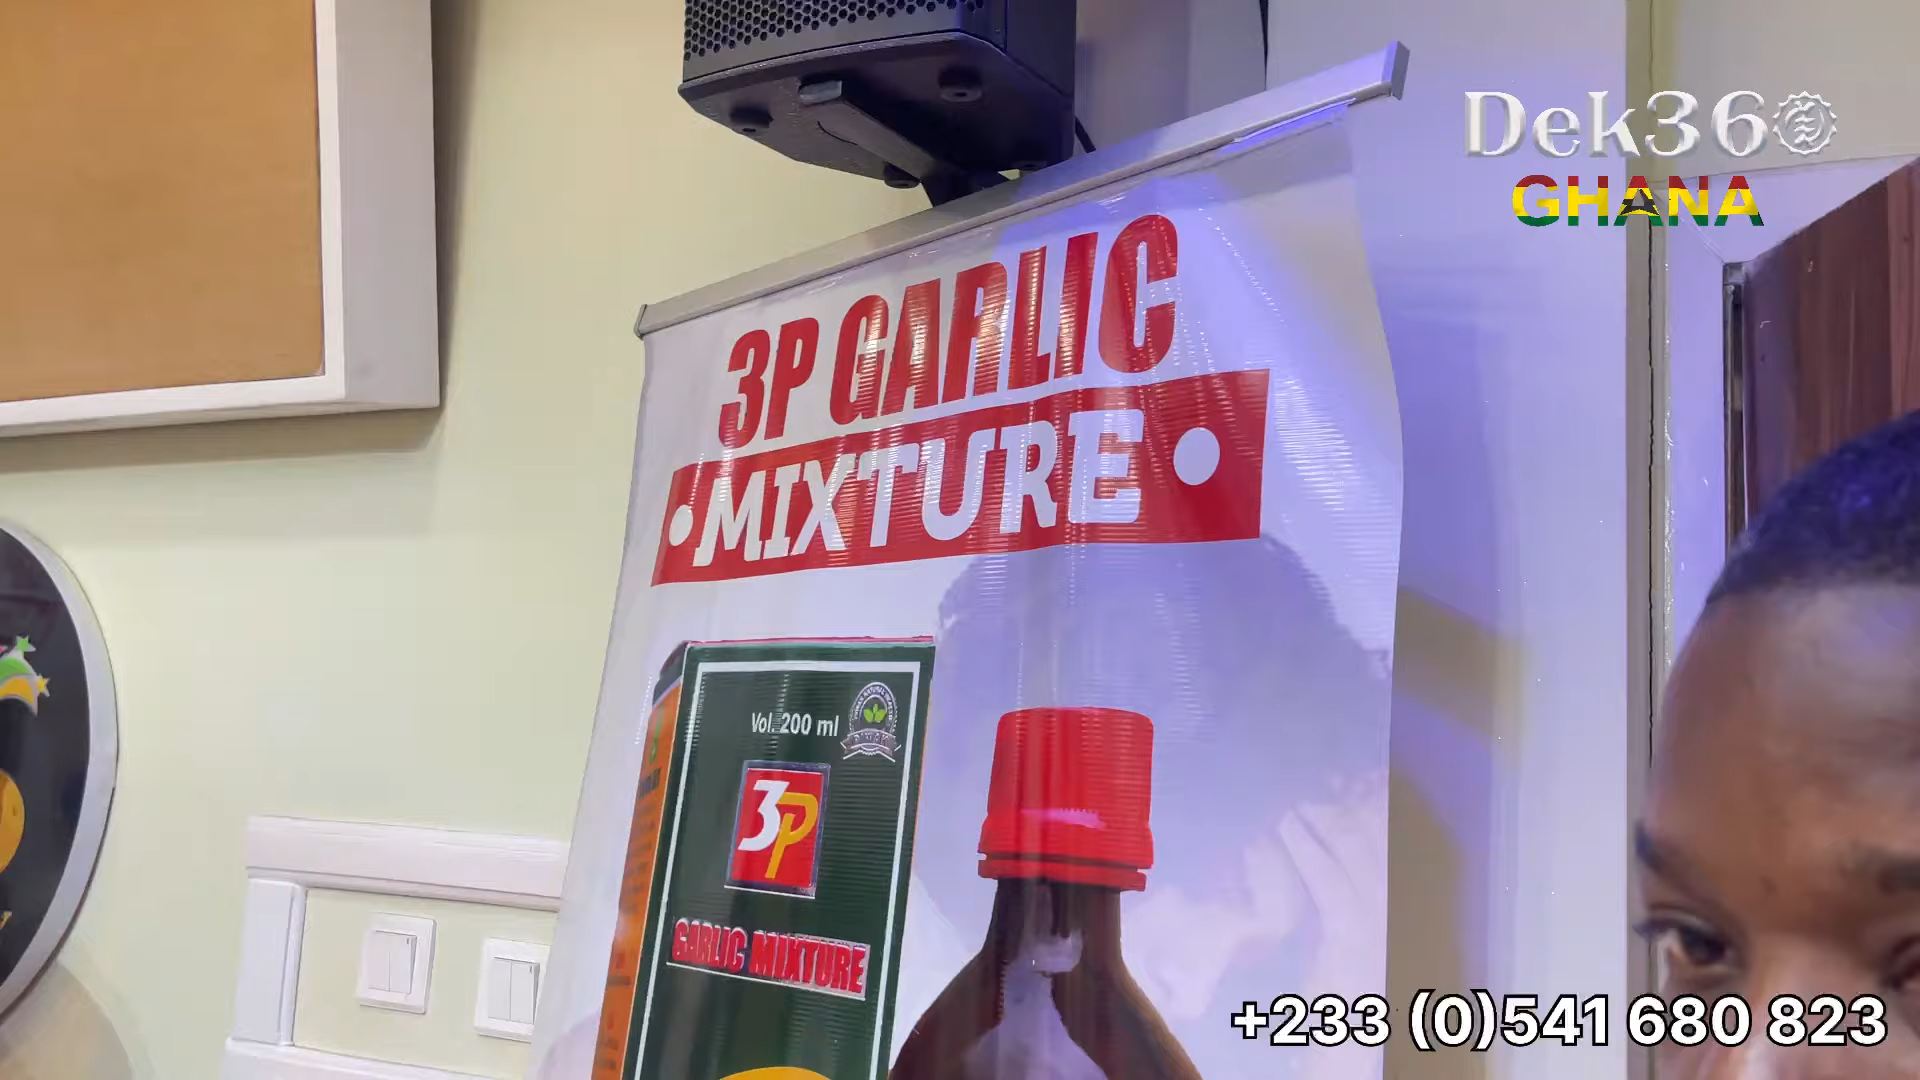 Dek360
GHANA
3P GARLIC
•MIXTURE•
Vol. 200 ml
3P
GARLIC MIXTURE
+233 (0)541 680 823